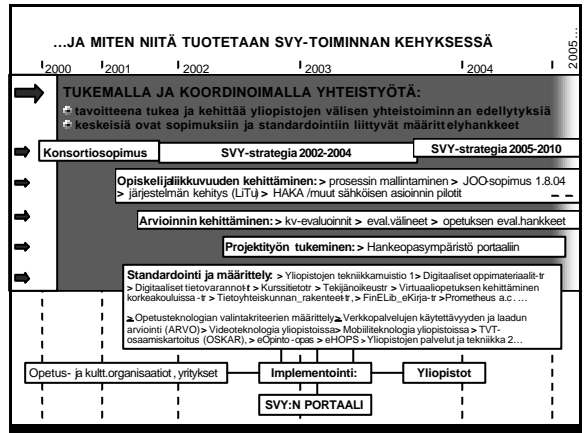 ...JA MITEN NIITÄ TUOTETAAN SVY-TOIMINNAN KEHYKSESSÄ
2000 2001 2002 2003 2004 2005...
TUKEMALLA JA KOORDINOIMALLA YHTEISTYÖTÄ:
tavoitteena tukea ja kehittää yliopistojen välisen yhteistoiminnan edellytyksiä
keskeisiä ovat sopimuksiin ja standardointiin liittyvät määrittelyhankkeet
Konsortiosopimus SVY-strategia 2002-2004 SVY-strategia 2005-2010
Opiskelijaliikkuvuuden kehittäminen: > prosessin mallintaminen > JOO-sopimus 1.8.04
> järjestelmän kehitys (LiTu) > HAKA /muut sähköisen asioinnin pilotit
Arvioinnin kehittäminen: > kv-evaluoinnit > eval.välineet > opetuksen eval.hankkeet
Projektityön tukeminen: > Hankeopasympäristö portaaliin
Standardointi ja määrittely: > Yliopistojen tekniikkamuistio 1> Digitaaliset oppimateriaalit-tr
> Digitaaliset tietovarannot-t > Kurssitietotr > Tekijänoikeustr > Virtuaaliopetuksen kehittäminen
korkeakouluissa-tr > Tietoyhteiskunnan_rakenteet-tr, > FinELib_eKirja-tr >Prometheus a.c. ...
> Opetusteknologian valintakriteerien määrittely > Verkkopalvelujen käytettävyyden ja laadun
arviointi (ARVO)> Videoteknologia yliopistoissa> Mobiiliteknologia yliopistoissa > TVT-
osaamiskartoitus (OSKAR), > eOpinto-opas > eHOPS > Yliopistojen palvelut ja tekniikka 2...
Opetus- ja kultt.organisaatiot, yritykset Implementointi: Yliopistot
SVY:N PORTAALI